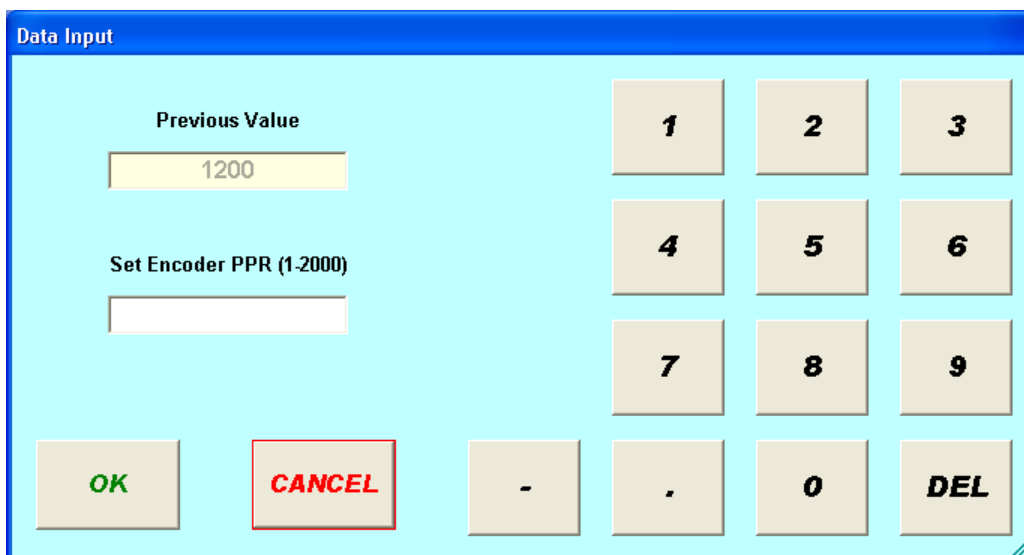 Data Input
Previous Value
1200
Set Encoder PPR (1-2000)
1 2 3
4 5 6
7 8 9
OK CANCEL - . 0 DEL